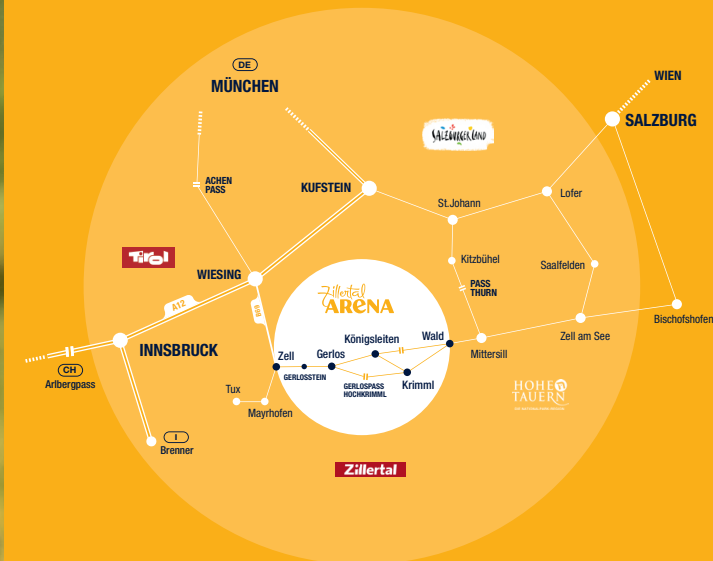 DE
MÜNCHEN
WIEN
SALZBURG
SALZBURGERLAND
ACHEN
PASS
KUFSTEIN
Lofer
St.Johann
Tirol
Kitzbühel
Saalfelden
WIESING
PASS
THURN
Zillertal
ARENA
A12
B169
Bischofshofen
INNSBRUCK
Königsleiten
Wald
Zell am See
Zell
Gerlos
Mittersill
CH
Arlbergpass
GERLOSSTEIN
GERLOSPASS
HOCHKRIMML
Krimml
Tux
Mayrhofen
HOHE
TAUERN
I
Brenner
Zillertal